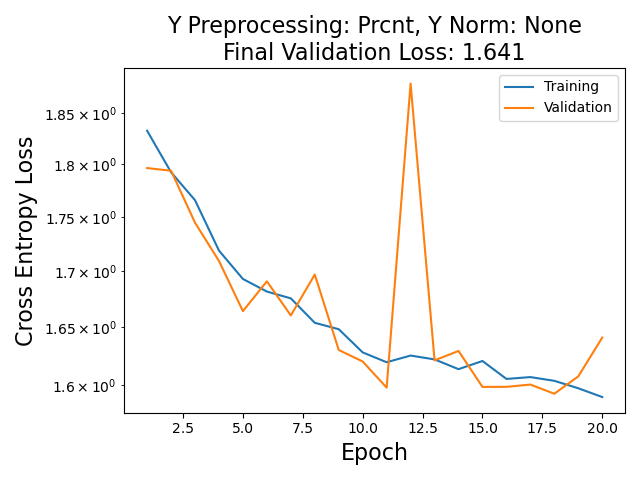 Y Preprocessing: Prcnt, Y Norm: None
Final Validation Loss: 1.641
Training
Validation
Cross Entropy Loss
1.85 × 10⁰
1.8 × 10⁰
1.75 × 10⁰
1.7 × 10⁰
1.65 × 10⁰
1.6 × 10⁰
2.5 5.0 7.5 10.0 12.5 15.0 17.5 20.0
Epoch